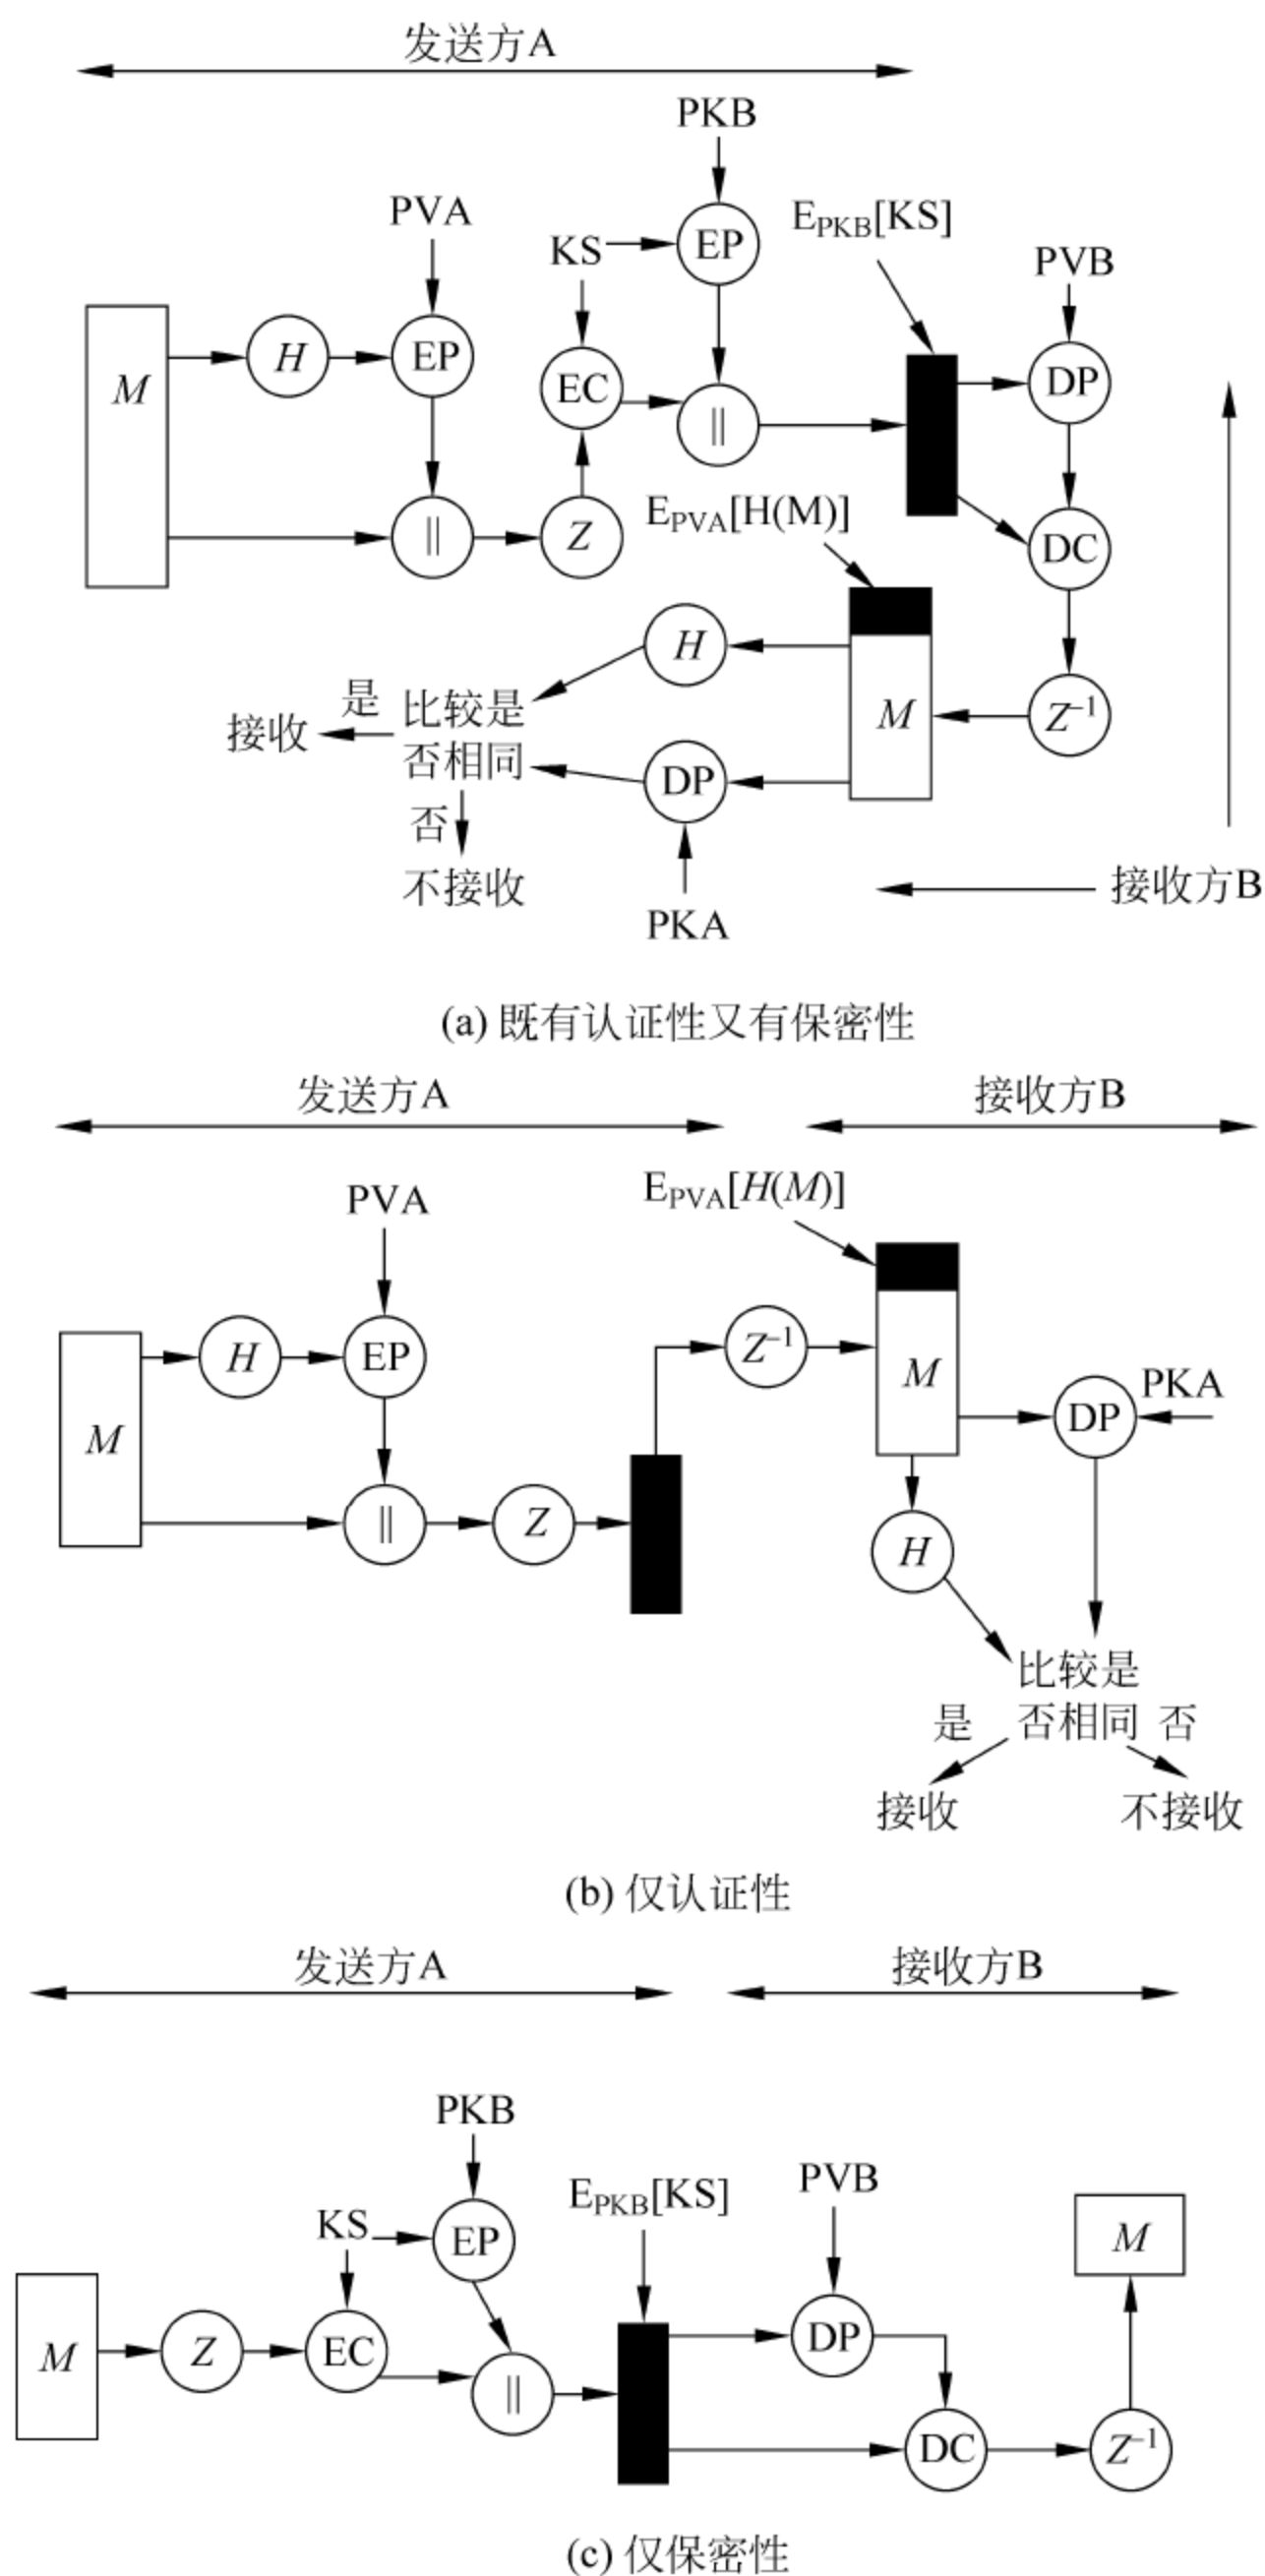 发送方A
PKB
PVA
KS
EP
E_PKB[KS]
PVB
M
H
EP
EC
||
DP
E_PVA[H(M)]
||
Z
DC
H
M
Z⁻¹
是
比较是
否相同
接收
否
不接收
DP
PKA
接收方B
(a) 既有认证性又有保密性
发送方A
接收方B
PVA
E_PVA[H(M)]
M
H
EP
Z⁻¹
M
DP
PKA
||
Z
H
比较是
否相同
是
否
接收
不接收
(b) 仅认证性
发送方A
接收方B
PKB
KS
EP
E_PKB[KS]
PVB
M
M
Z
EC
||
DP
DC
Z⁻¹
(c) 仅保密性